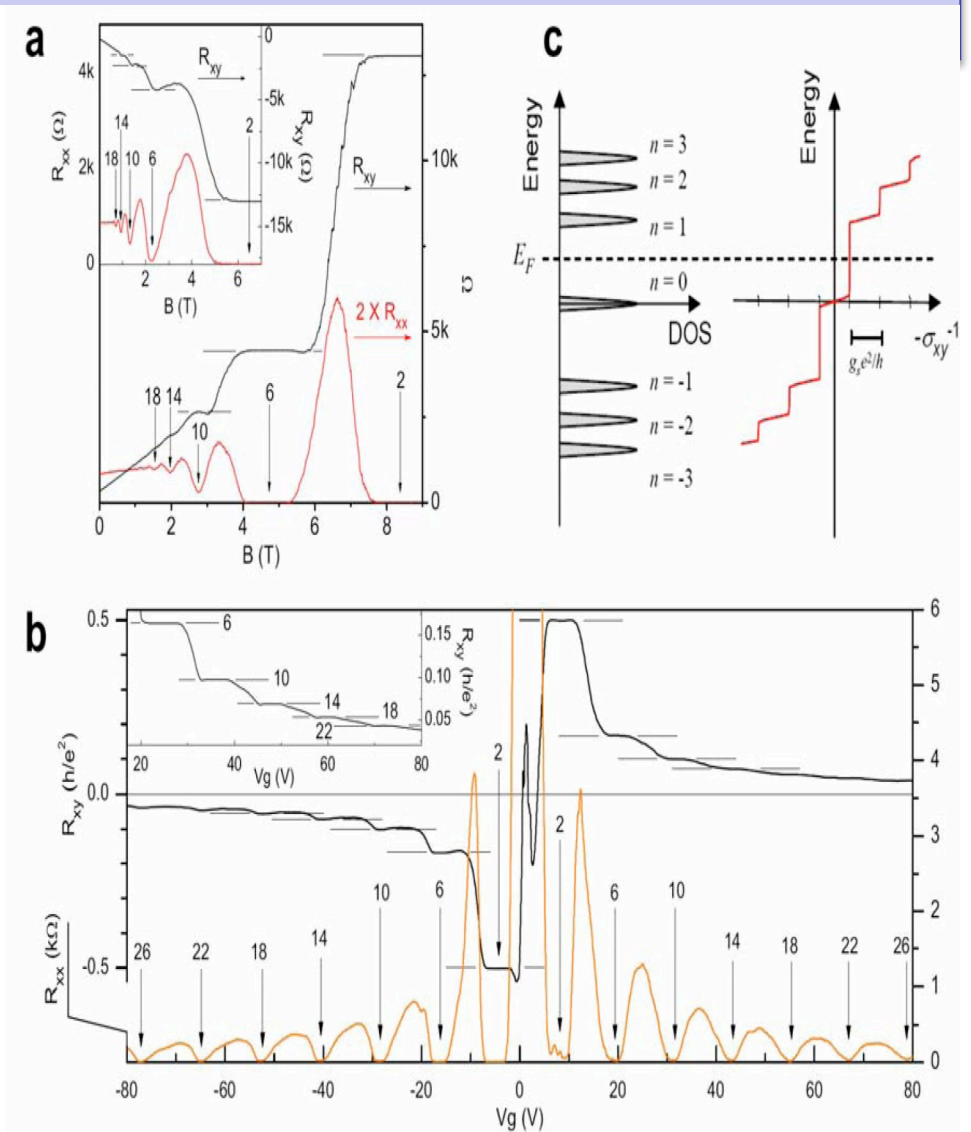 a
R_xx (Ω)
4k
2k
0
R_xy
0
-5k
-10k
-15k
R_xy (Ω)
14
18
10
6
2
2
4
6
B (T)
R_xy
10k
5k
0
Ω
2 X R_xx
18
14
10
6
2
0
2
4
6
8
B (T)
c
Energy
n = 3
n = 2
n = 1
E_F
n = 0
DOS
n = -1
n = -2
n = -3
Energy
-σ_xy^-1
g_s e^2/h
b
R_xy (h/e^2)
0.5
0.0
-0.5
R_xx (kΩ)
6
10
14
18
22
0.15
0.10
0.05
R_xy (h/e^2)
20
40
60
80
Vg (V)
2
2
26
22
18
14
10
6
6
10
14
18
22
26
6
5
4
3
2
2
1
0
-80
-60
-40
-20
0
20
40
60
80
Vg (V)